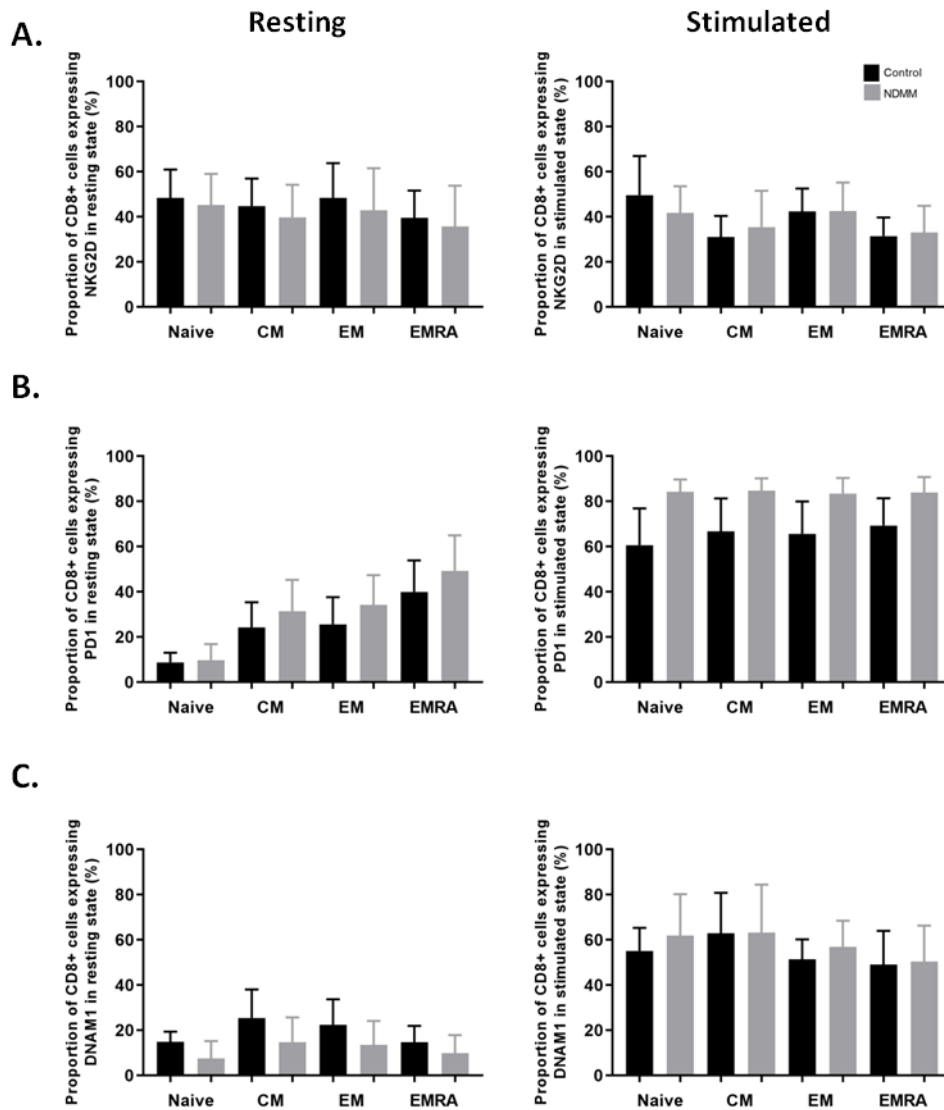 Resting
Stimulated
A.
Proportion of CD8+ cells expressing
NKG2D in resting state (%)
100
80
60
40
20
0
Naive CM EM EMRA
Proportion of CD8+ cells expressing
NKG2D in stimulated state (%)
100
80
60
40
20
0
Naive CM EM EMRA
Control
NDMM
B.
Proportion of CD8+ cells expressing
PD1 in resting state (%)
100
80
60
40
20
0
Naive CM EM EMRA
Proportion of CD8+ cells expressing
PD1 in stimulated state (%)
100
80
60
40
20
0
Naive CM EM EMRA
C.
Proportion of CD8+ cells expressing
DNAM1 in resting state (%)
100
80
60
40
20
0
Naive CM EM EMRA
Proportion of CD8+ cells expressing
DNAM1 in stimulated state (%)
100
80
60
40
20
0
Naive CM EM EMRA